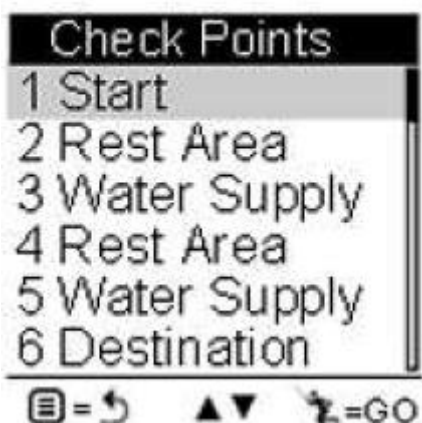 Check Points
1 Start
2 Rest Area
3 Water Supply
4 Rest Area
5 Water Supply
6 Destination
= ▲▼ =GO